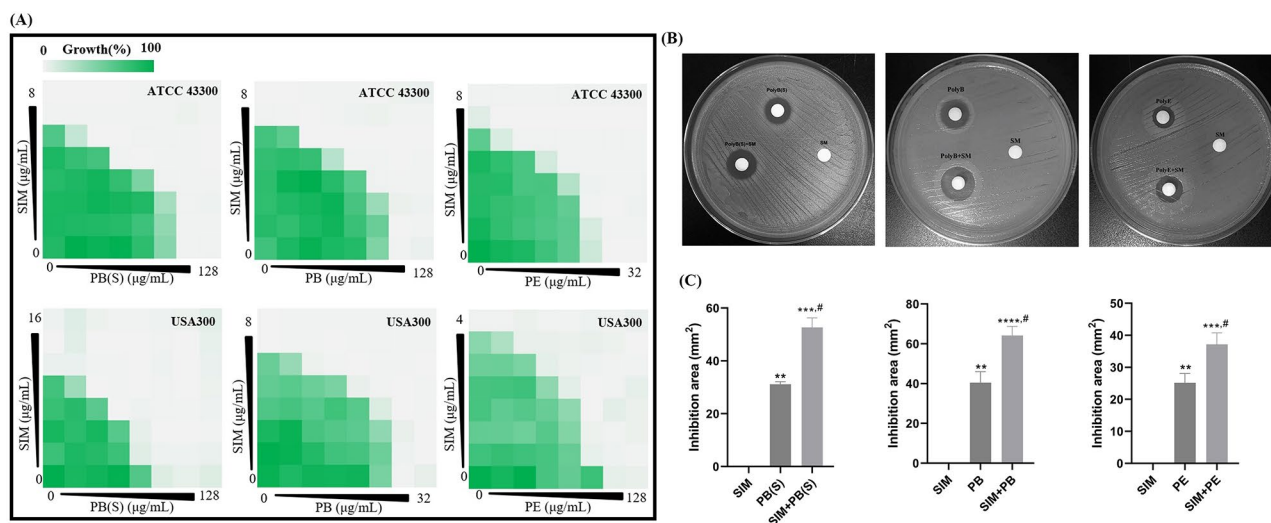 (A)
0 Growth(%) 100
ATCC 43300
8
SIM (µg/mL)
0
0
PB(S) (µg/mL)
128
ATCC 43300
8
SIM (µg/mL)
0
0
PB (µg/mL)
128
ATCC 43300
8
SIM (µg/mL)
0
0
PE (µg/mL)
32
USA300
16
SIM (µg/mL)
0
0
PB(S) (µg/mL)
128
USA300
8
SIM (µg/mL)
0
0
PB (µg/mL)
32
USA300
4
SIM (µg/mL)
0
0
PE (µg/mL)
128
(B)
PolyB(S)
PolyB(S)+SM
SM
PolyB
SM
PolyB+SM
PolyE
SM
PolyE+SM
(C)
Inhibition area (mm²)
60
40
20
0
**
***,#
SIM
PB(S)
SIM+PB(S)
Inhibition area (mm²)
80
60
40
20
0
**
****,#
SIM
PB
SIM+PB
Inhibition area (mm²)
50
40
30
20
10
0
**
***,#
SIM
PE
SIM+PE